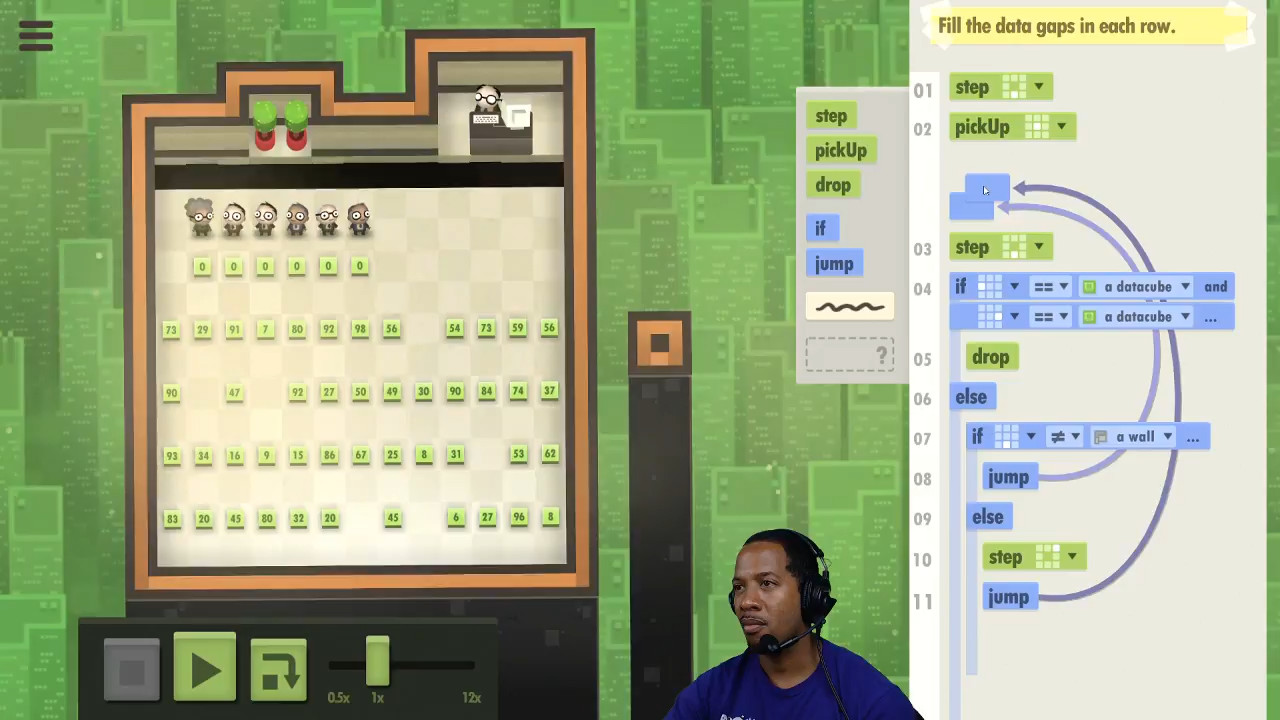 Fill the data gaps in each row.
01 step
02 pickUp
03 step
04 if == a datacube and
== a datacube ...
05 drop
06 else
07 if ≠ a wall ...
08 jump
09 else
10 step
11 jump
step
pickUp
drop
if
jump
?
0 0 0 0 0 0
73 29 91 7 80 92 98 56 54 73 59 56
90 47 92 27 50 49 30 90 84 74 37
93 34 16 9 15 86 67 25 8 31 53 62
83 20 45 80 32 20 45 6 27 96 8
0.5x 1x 12x